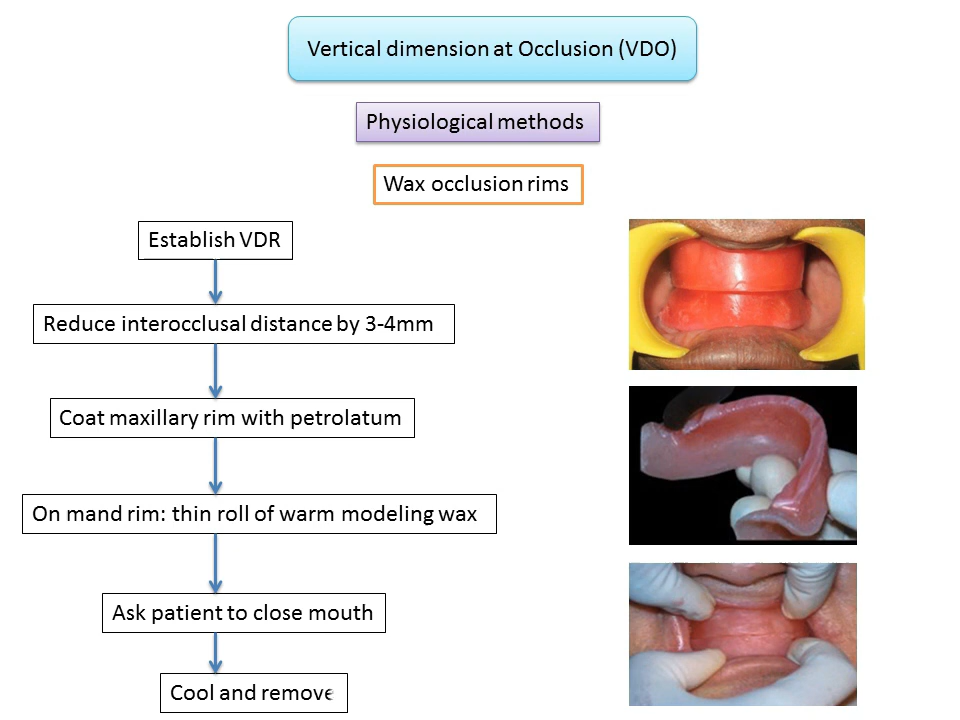 Vertical dimension at Occlusion (VDO)
Physiological methods
Wax occlusion rims
Establish VDR
Reduce interocclusal distance by 3-4mm
Coat maxillary rim with petrolatum
On mand rim: thin roll of warm modeling wax
Ask patient to close mouth
Cool and remove